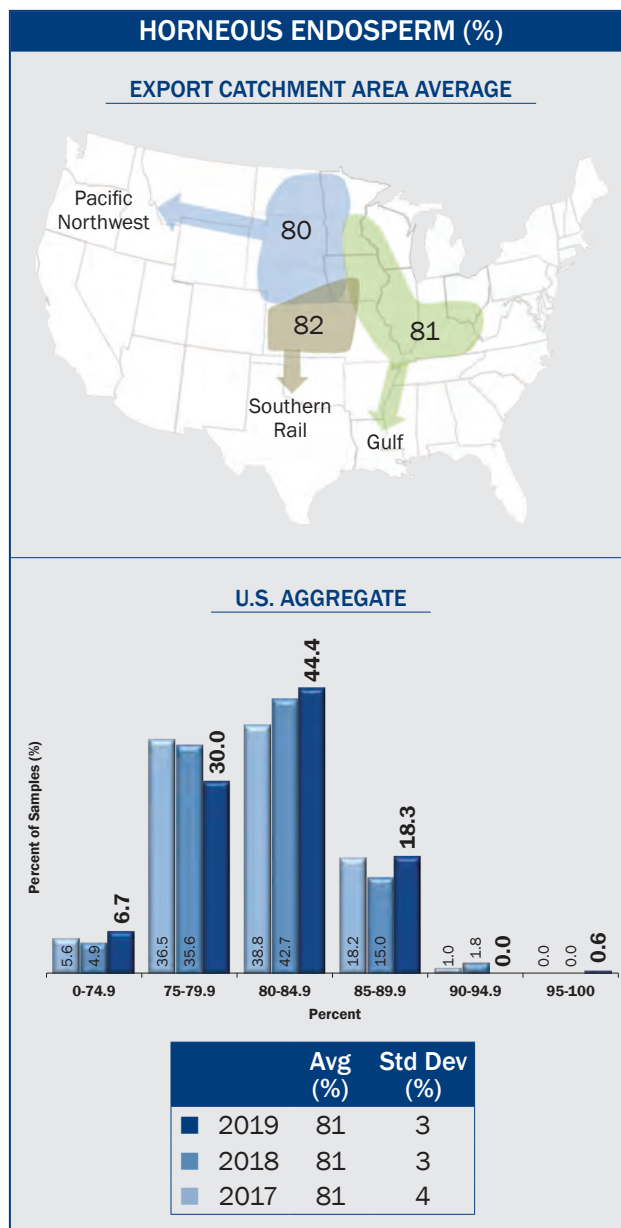 HORNEOUS ENDOSPERM (%)
EXPORT CATCHMENT AREA AVERAGE
Pacific
Northwest
80
82
81
Southern
Rail
Gulf
U.S. AGGREGATE
Percent of Samples (%)
5.6 4.9 6.7
36.5 35.6 30.0
38.8 42.7 44.4
18.2 15.0 18.3
1.0 1.8 0.0
0.0 0.0 0.6
0-74.9 75-79.9 80-84.9 85-89.9 90-94.9 95-100
Percent
Avg Std Dev
(%) (%)
2019 81 3
2018 81 3
2017 81 4